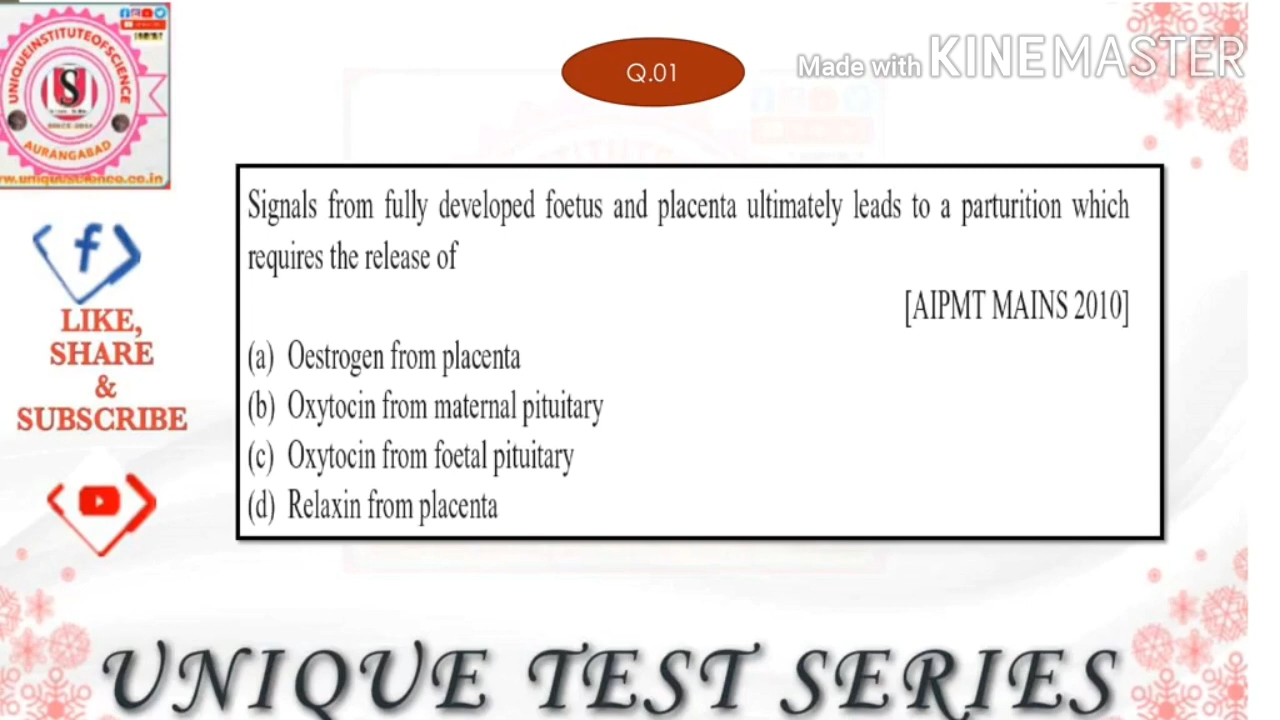 Q.01
Made with KINEMASTER
UNIQUEINSTITUTEOFSCIENCE
S
AURANGABAD
Signals from fully developed foetus and placenta ultimately leads to a parturition which
requires the release of
[AIPMT MAINS 2010]
(a) Oestrogen from placenta
(b) Oxytocin from maternal pituitary
(c) Oxytocin from foetal pituitary
(d) Relaxin from placenta
f
LIKE,
SHARE
&
SUBSCRIBE
UNIQUE TEST SERIES